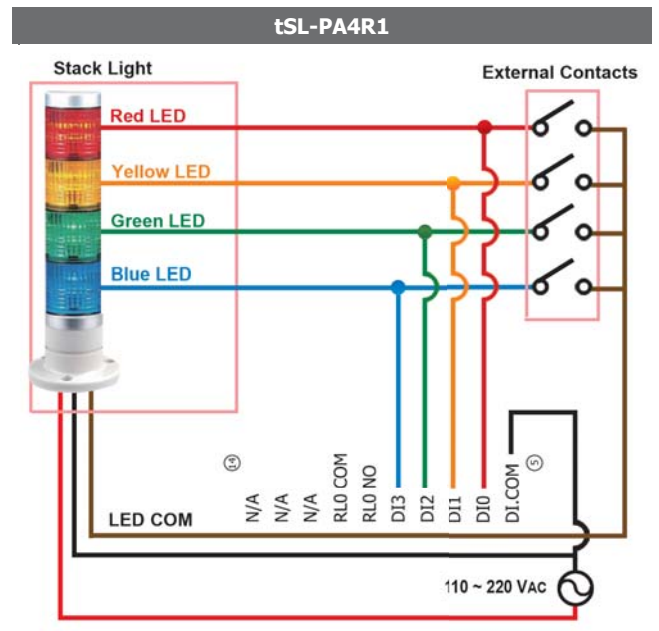 tSL-PA4R1
Stack Light
External Contacts
Red LED
Yellow LED
Green LED
Blue LED
14
N/A
N/A
N/A
RL0 COM
RL0 NO
DI3
DI2
DI1
DI0
DI.COM
5
LED COM
110 ~ 220 VAC